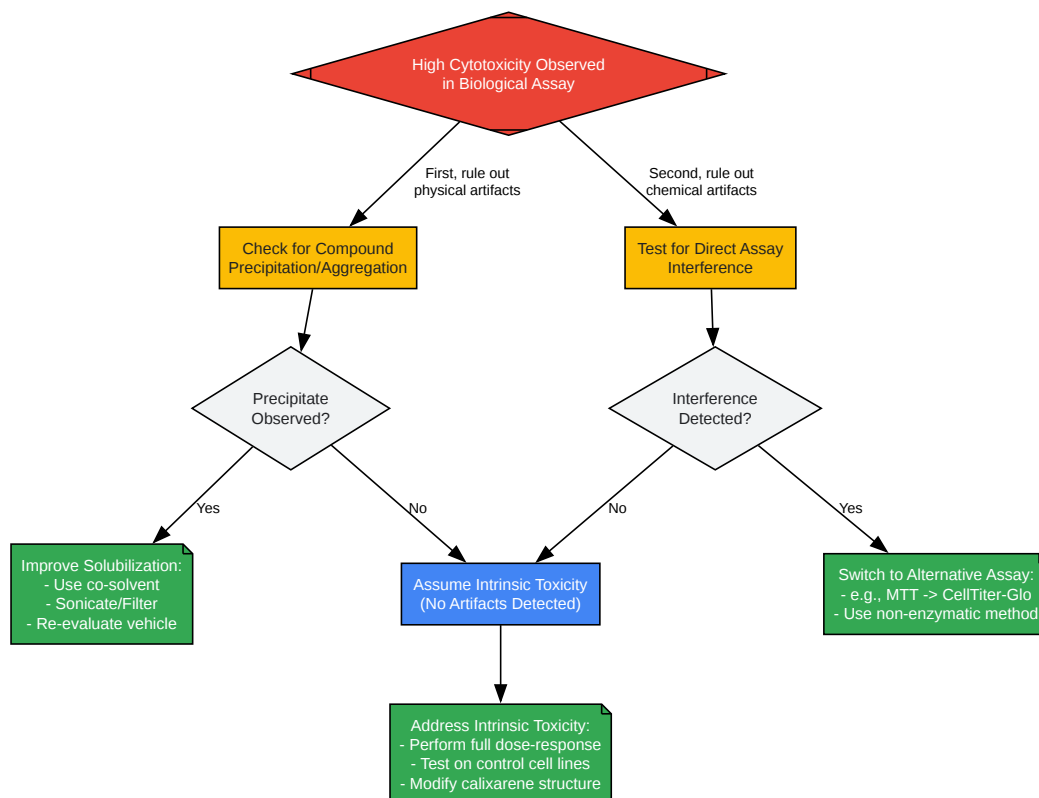 High Cytotoxicity Observed
in Biological Assay
First, rule out
physical artifacts
Second, rule out
chemical artifacts
Check for Compound
Precipitation/Aggregation
Test for Direct Assay
Interference
Precipitate
Observed?
Interference
Detected?
Yes
No
No
Yes
Improve Solubilization:
- Use co-solvent
- Sonicate/Filter
- Re-evaluate vehicle
Assume Intrinsic Toxicity
(No Artifacts Detected)
Switch to Alternative Assay:
- e.g., MTT -> CellTiter-Glo
- Use non-enzymatic method
Address Intrinsic Toxicity:
- Perform full dose-response
- Test on control cell lines
- Modify calixarene structure